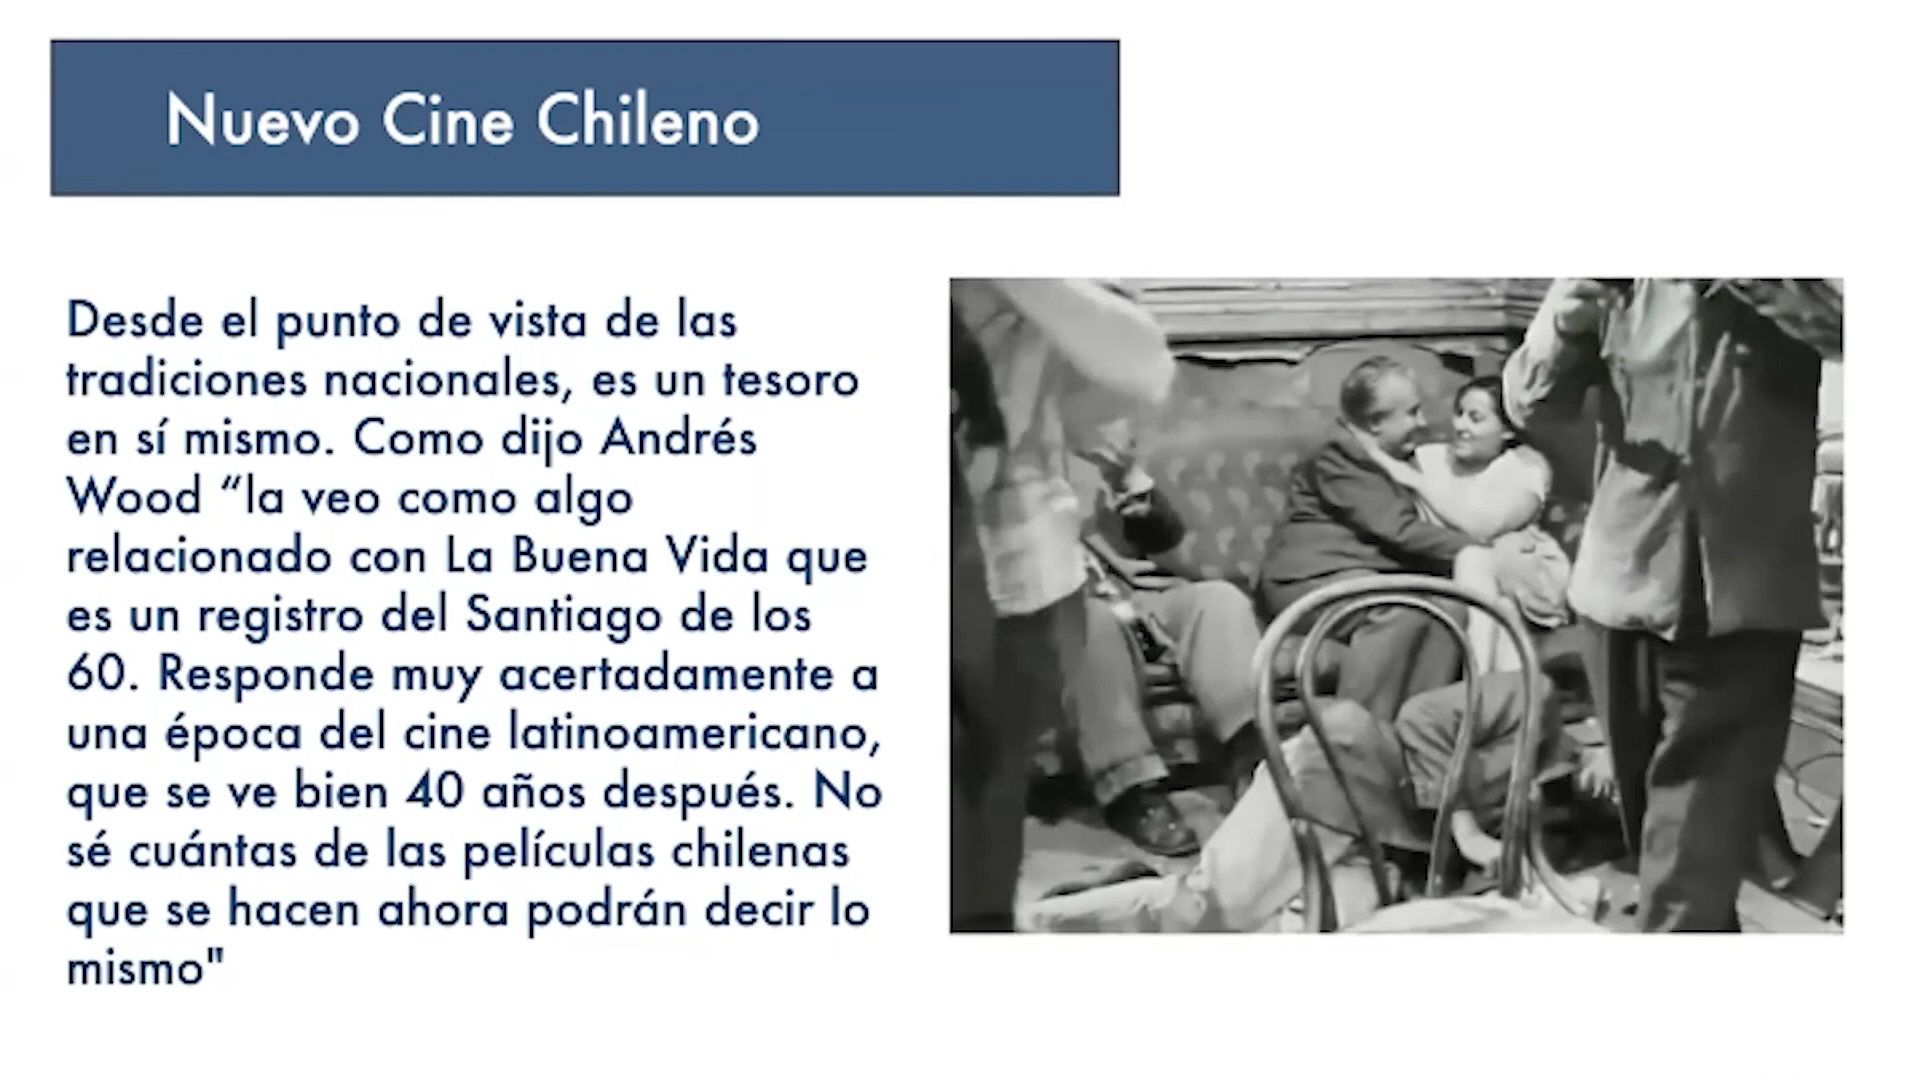 Nuevo Cine Chileno
Desde el punto de vista de las
tradiciones nacionales, es un tesoro
en sí mismo. Como dijo Andrés
Wood “la veo como algo
relacionado con La Buena Vida que
es un registro del Santiago de los
60. Responde muy acertadamente a
una época del cine latinoamericano,
que se ve bien 40 años después. No
sé cuántas de las películas chilenas
que se hacen ahora podrán decir lo
mismo"